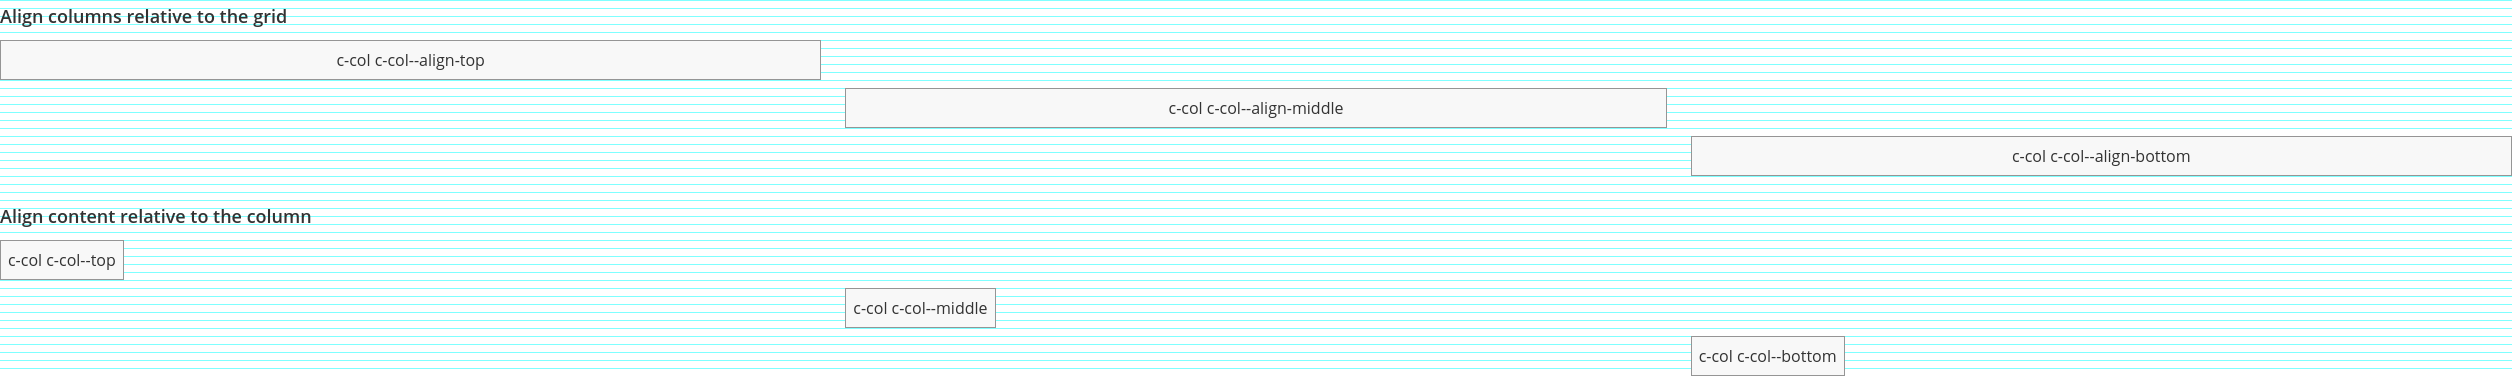 Align columns relative to the grid
c-col c-col--align-top
c-col c-col--align-middle
c-col c-col--align-bottom
Align content relative to the column
c-col c-col--top
c-col c-col--middle
c-col c-col--bottom